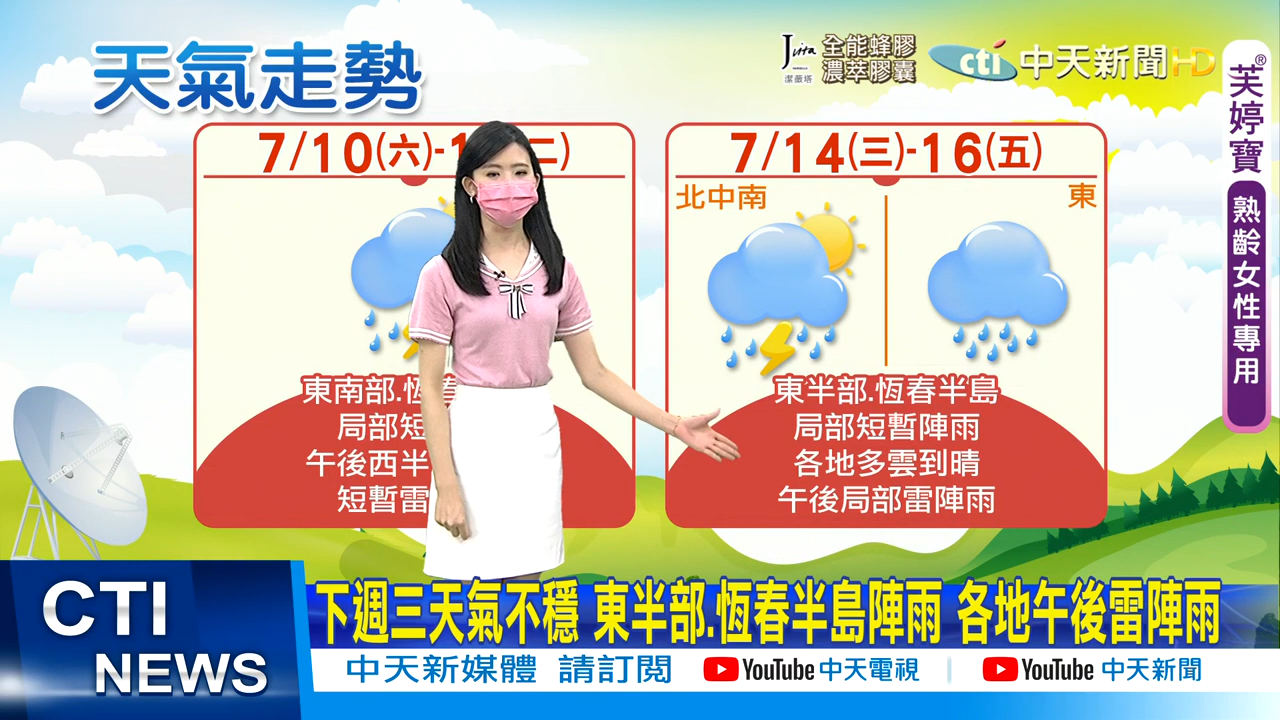 天氣走勢
Jvita
潔薇塔
全能蜂膠
濃萃膠囊
cti 中天新聞HD
芙婷寶®
熟齡女性專用
7/10(六)-1 二)
東南部.恆春
局部短
午後西半
短暫雷
7/14(三)-16(五)
北中南
東
東半部.恆春半島
局部短暫陣雨
各地多雲到晴
午後局部雷陣雨
下週三天氣不穩 東半部.恆春半島陣雨 各地午後雷陣雨
CTI
NEWS
中天新媒體 請訂閱 YouTube 中天電視 YouTube 中天新聞